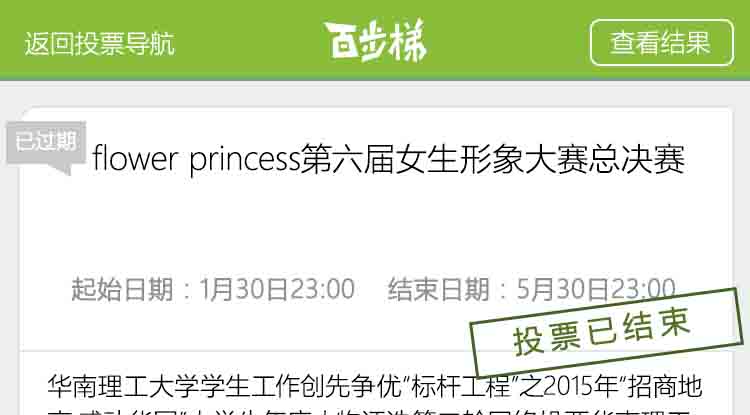 返回投票导航
百步梯
查看结果
已过期
flower princess第六届女生形象大赛总决赛
起始日期：1月30日23:00 结束日期：5月30日23:00
投票已结束
华南理工大学学生工作创先争优“标杆工程”之2015年“招商地